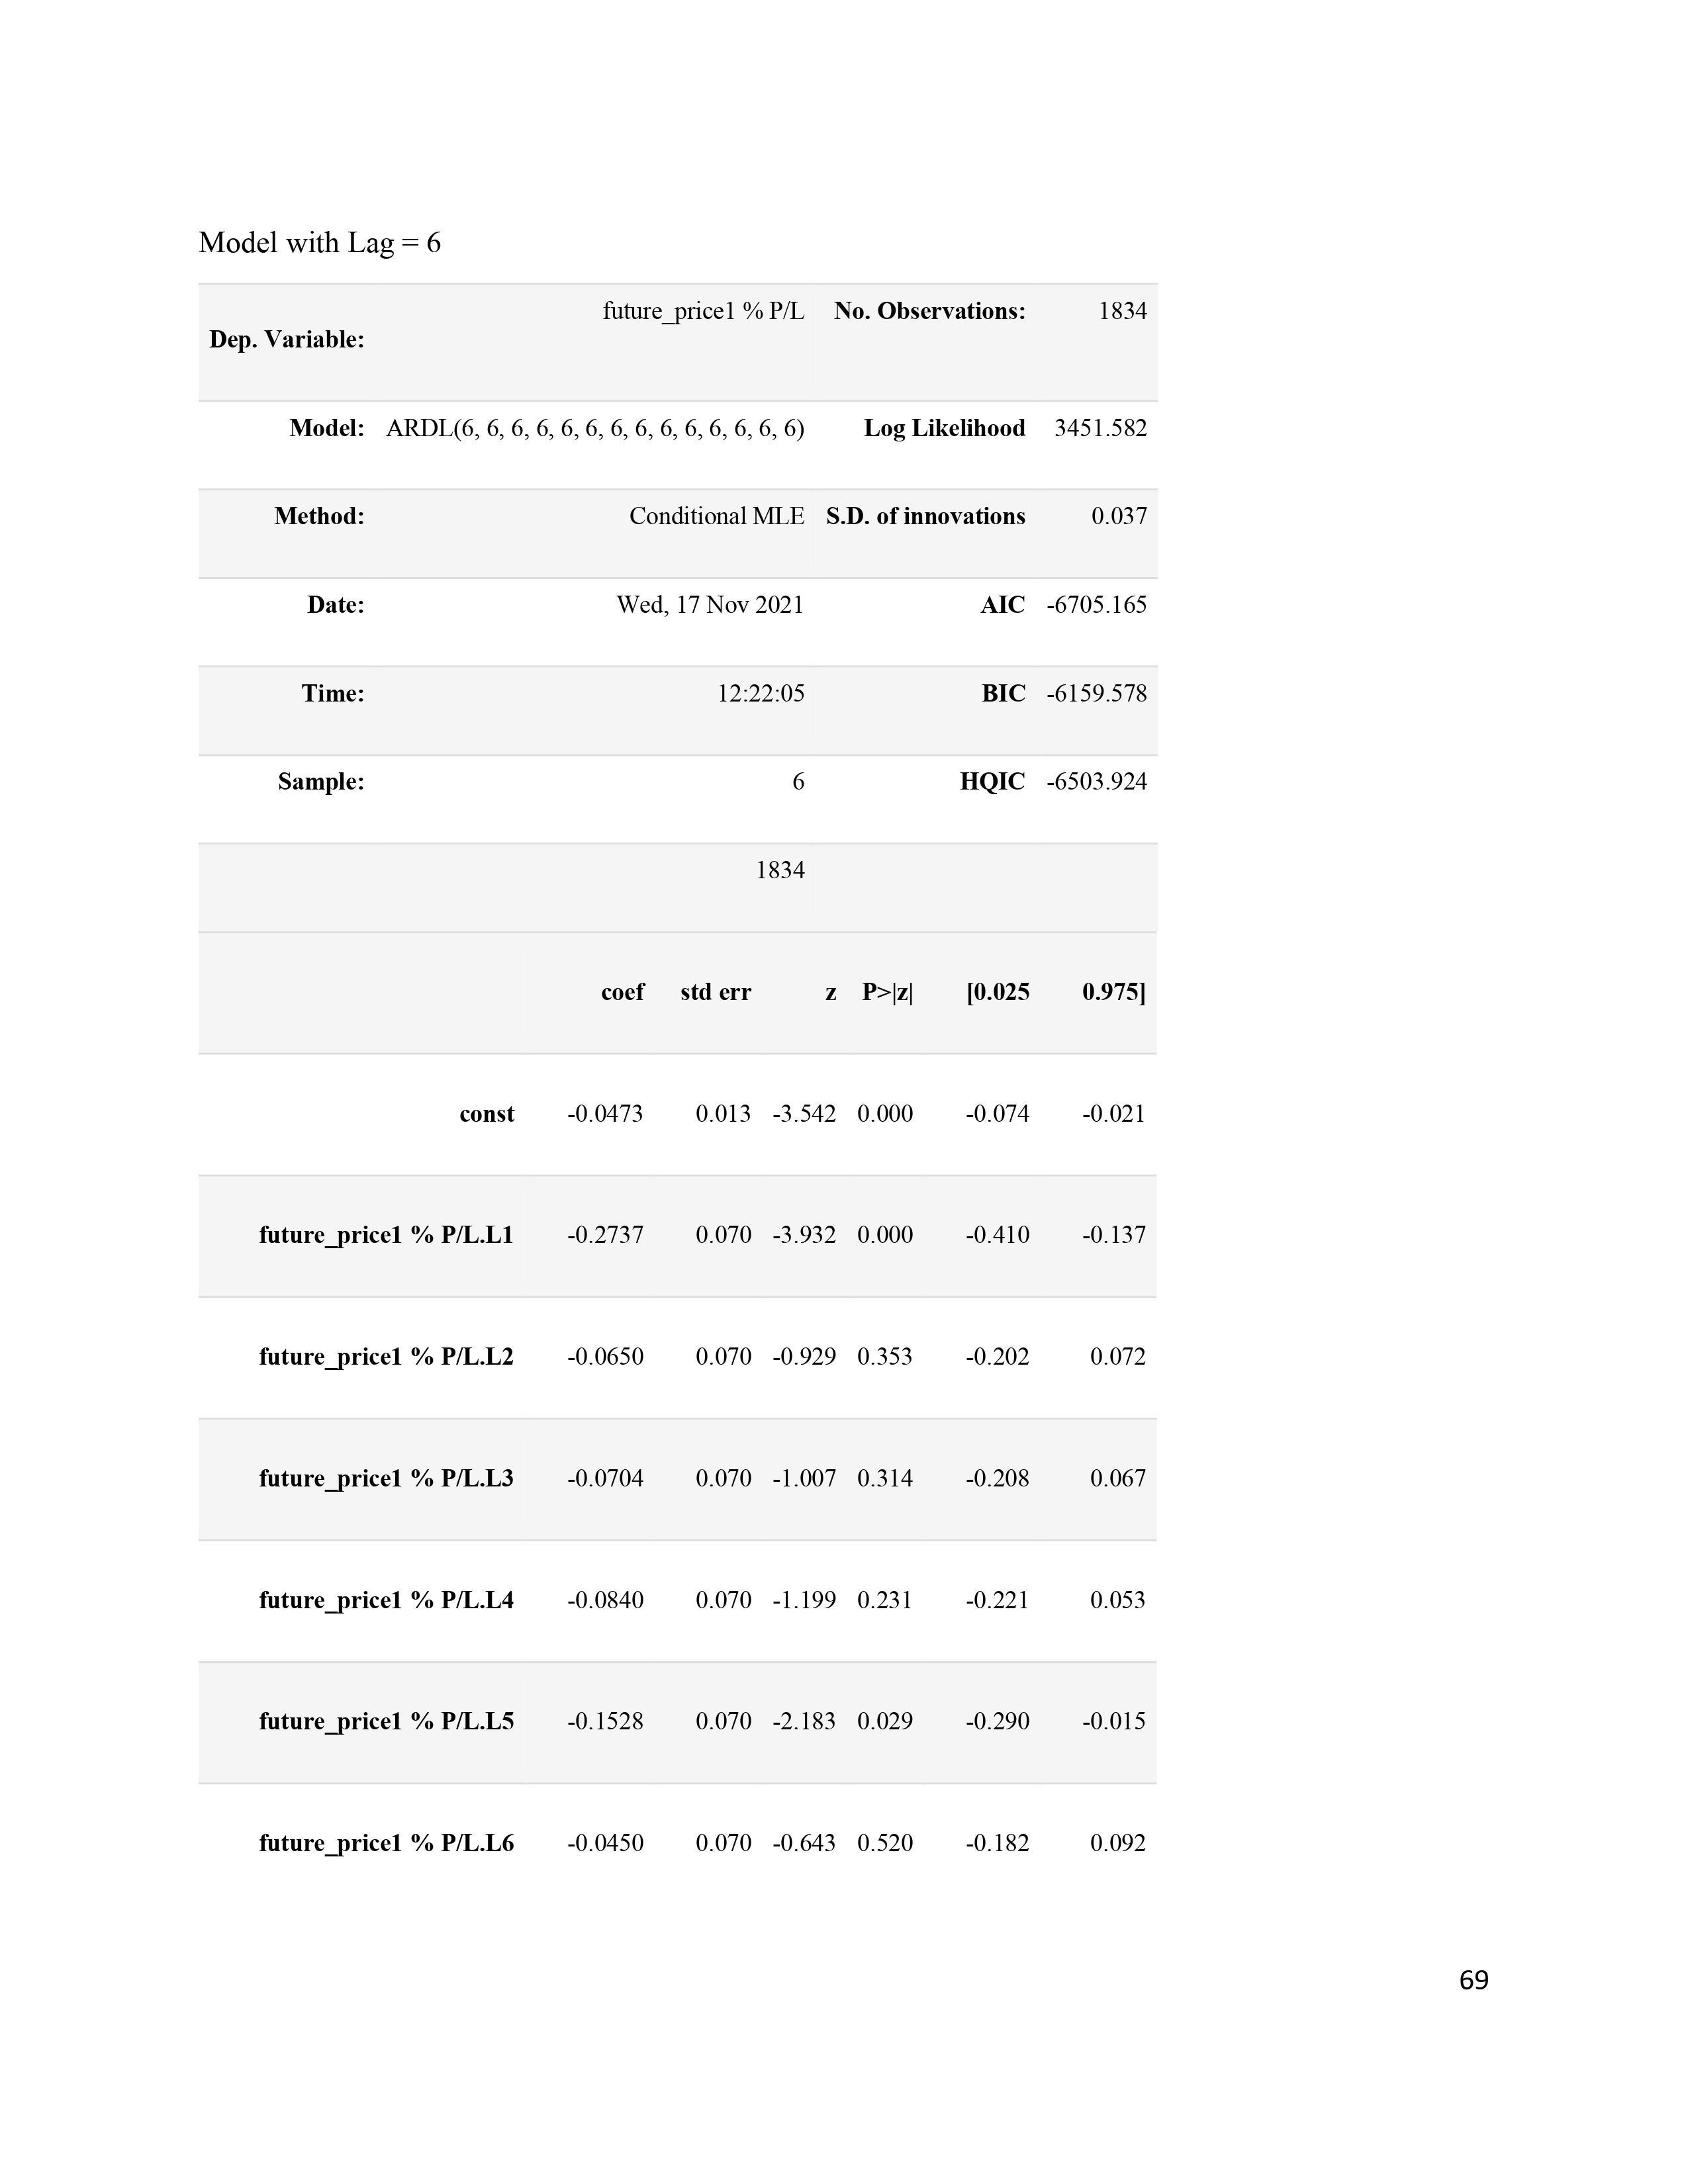 Model with Lag = 6
Dep. Variable: future_price1 % P/L No. Observations: 1834
Model: ARDL(6, 6, 6, 6, 6, 6, 6, 6, 6, 6, 6, 6, 6, 6) Log Likelihood 3451.582
Method: Conditional MLE S.D. of innovations 0.037
Date: Wed, 17 Nov 2021 AIC -6705.165
Time: 12:22:05 BIC -6159.578
Sample: 6 HQIC -6503.924
1834
coef std err z P>|z| [0.025 0.975]
const -0.0473 0.013 -3.542 0.000 -0.074 -0.021
future_price1 % P/L.L1 -0.2737 0.070 -3.932 0.000 -0.410 -0.137
future_price1 % P/L.L2 -0.0650 0.070 -0.929 0.353 -0.202 0.072
future_price1 % P/L.L3 -0.0704 0.070 -1.007 0.314 -0.208 0.067
future_price1 % P/L.L4 -0.0840 0.070 -1.199 0.231 -0.221 0.053
future_price1 % P/L.L5 -0.1528 0.070 -2.183 0.029 -0.290 -0.015
future_price1 % P/L.L6 -0.0450 0.070 -0.643 0.520 -0.182 0.092
69